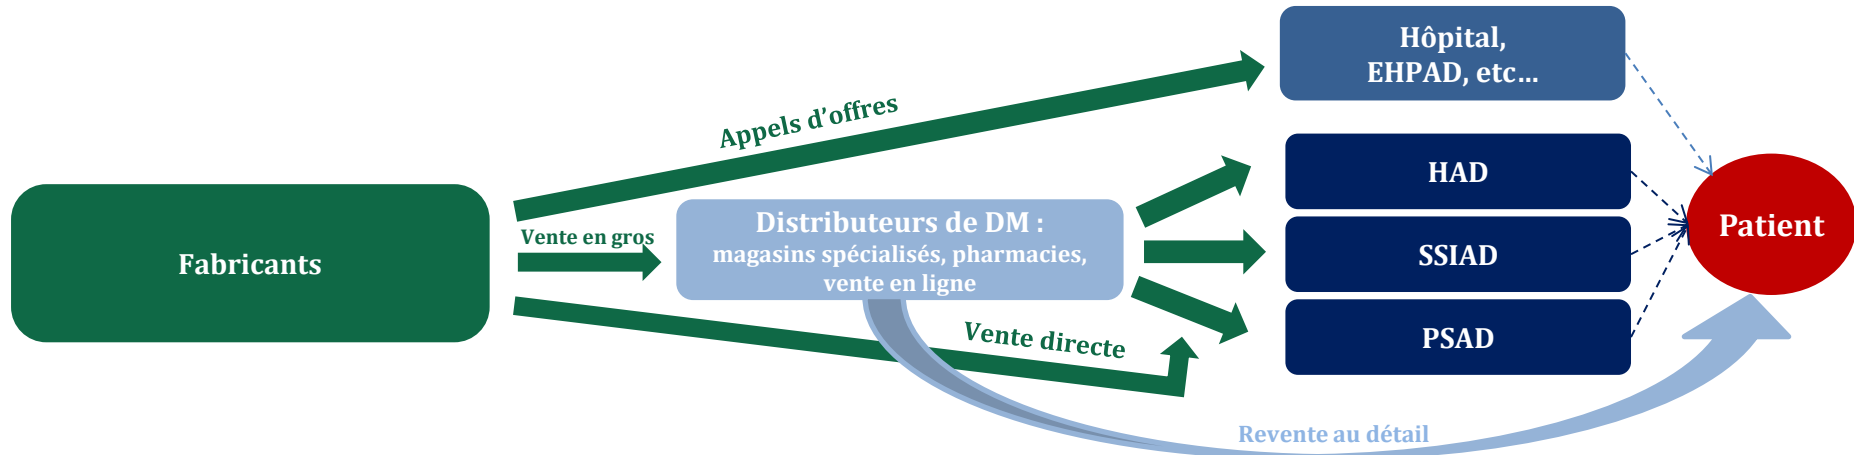 Hôpital,
EHPAD, etc…
Appels d’offres
HAD
Vente en gros
Distributeurs de DM :
magasins spécialisés, pharmacies,
vente en ligne
Patient
Fabricants
SSIAD
Vente directe
PSAD
Revente au détail